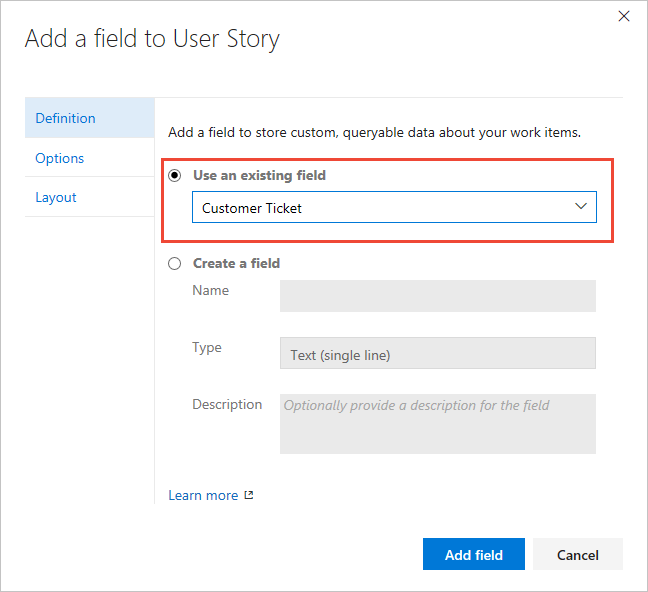 Add a field to User Story
Definition
Options
Layout
Add a field to store custom, queryable data about your work items.
Use an existing field
Customer Ticket
Create a field
Name
Type
Text (single line)
Description
Optionally provide a description for the field
Learn more
Add field
Cancel